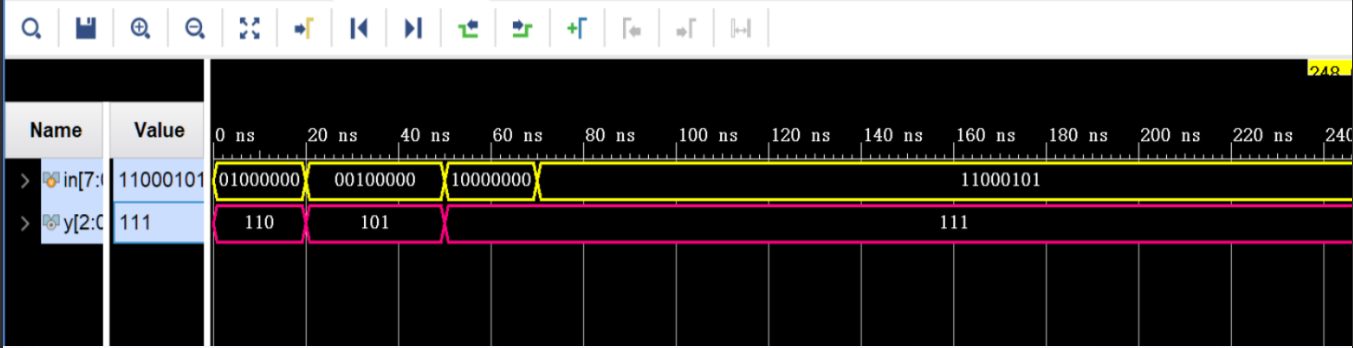 248
Name Value 0 ns 20 ns 40 ns 60 ns 80 ns 100 ns 120 ns 140 ns 160 ns 180 ns 200 ns 220 ns 240
in[7: 11000101 01000000 00100000 10000000 11000101
y[2:0 111 110 101 111